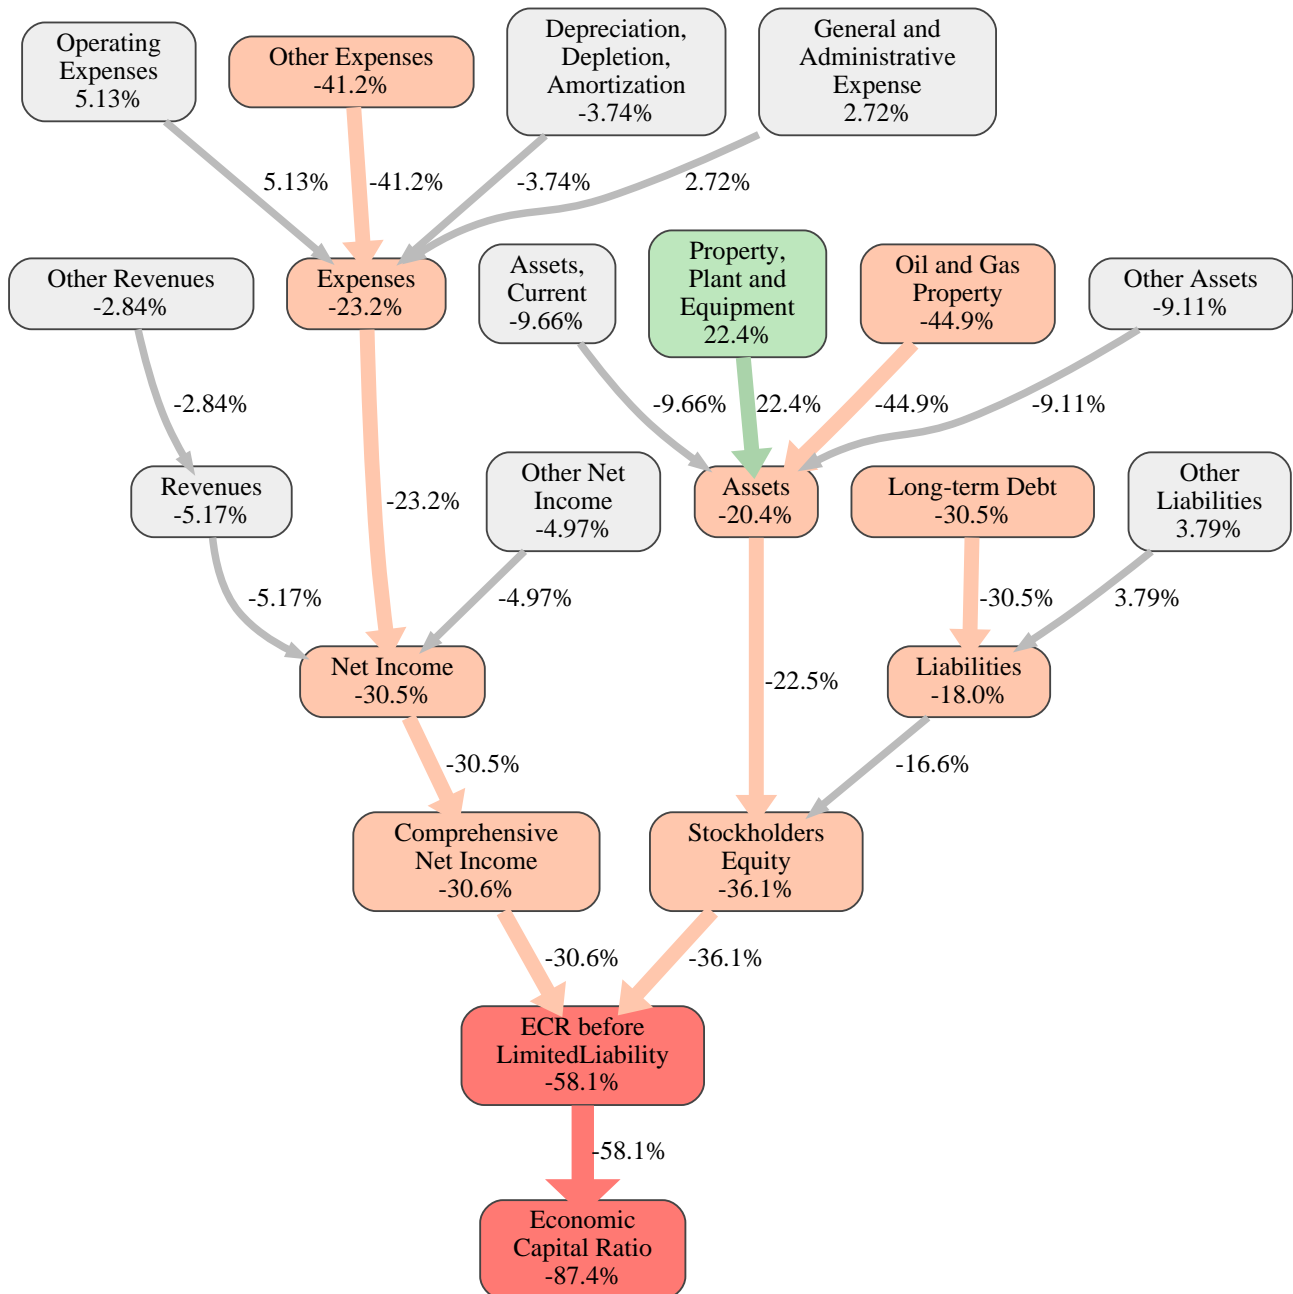 Operating
Expenses
5.13%
Other Expenses
-41.2%
Depreciation,
Depletion,
Amortization
-3.74%
General and
Administrative
Expense
2.72%
5.13%
-41.2%
-3.74%
2.72%
Other Revenues
-2.84%
Expenses
-23.2%
Assets,
Current
-9.66%
Property,
Plant and
Equipment
22.4%
Oil and Gas
Property
-44.9%
Other Assets
-9.11%
-2.84%
-9.66%
22.4%
-44.9%
-9.11%
Revenues
-5.17%
-23.2%
Other Net
Income
-4.97%
Assets
-20.4%
Long-term Debt
-30.5%
Other
Liabilities
3.79%
-5.17%
-4.97%
-30.5%
3.79%
Net Income
-30.5%
-22.5%
Liabilities
-18.0%
-30.5%
-16.6%
Comprehensive
Net Income
-30.6%
Stockholders
Equity
-36.1%
-30.6%
-36.1%
ECR before
LimitedLiability
-58.1%
-58.1%
Economic
Capital Ratio
-87.4%